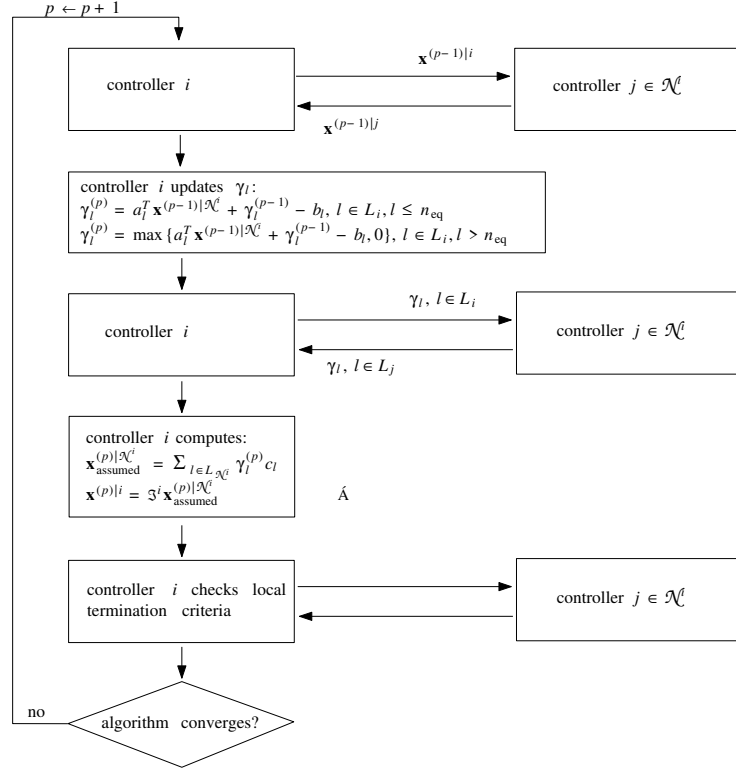 p ← p + 1
controller i
x^(p−1)|i
controller j ∈ 𝒩^i
x^(p−1)|j
controller i updates γ_l:
γ_l^(p) = a_l^T x^(p−1)|𝒩^i + γ_l^(p−1) − b_l, l ∈ L_i, l ≤ n_eq
γ_l^(p) = max {a_l^T x^(p−1)|𝒩^i + γ_l^(p−1) − b_l, 0}, l ∈ L_i, l > n_eq
controller i
γ_l, l ∈ L_i
controller j ∈ 𝒩^i
γ_l, l ∈ L_j
controller i computes:
x_assumed^(p)|𝒩^i = Σ_{l ∈ L_𝒩^i} γ_l^(p) c_l
x^(p)|i = ℑ^i x_assumed^(p)|𝒩^i
Á
controller i checks local
termination criteria
controller j ∈ 𝒩^i
no
algorithm converges?